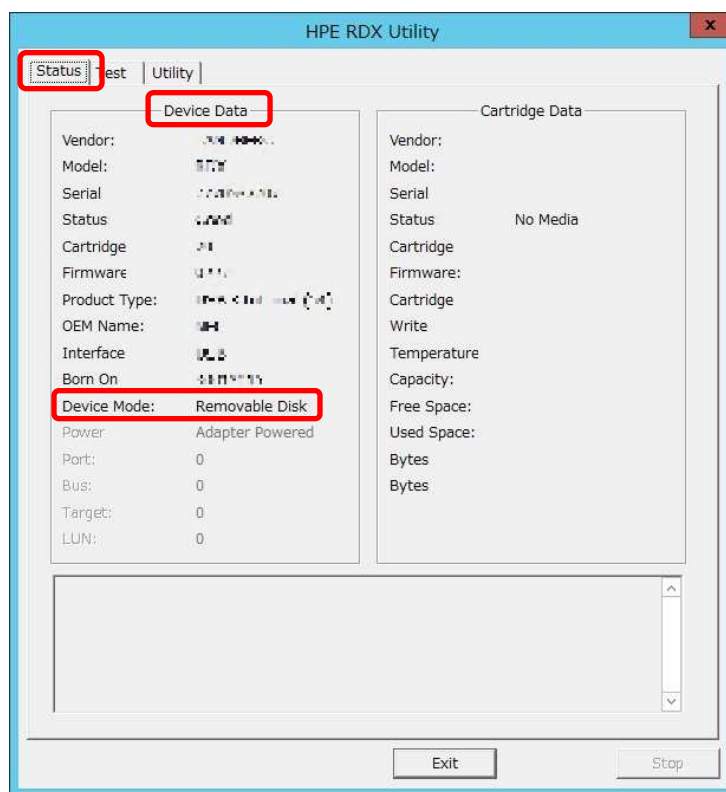 HPE RDX Utility
x
Status Test Utility
Device Data
Vendor:
Model:
Serial
Status
Cartridge
Firmware
Product Type:
OEM Name:
Interface
Born On
Device Mode: Removable Disk
Power Adapter Powered
Port: 0
Bus: 0
Target: 0
LUN: 0
Cartridge Data
Vendor:
Model:
Serial
Status No Media
Cartridge
Firmware:
Cartridge
Write
Temperature
Capacity:
Free Space:
Used Space:
Bytes
Bytes
Exit Stop